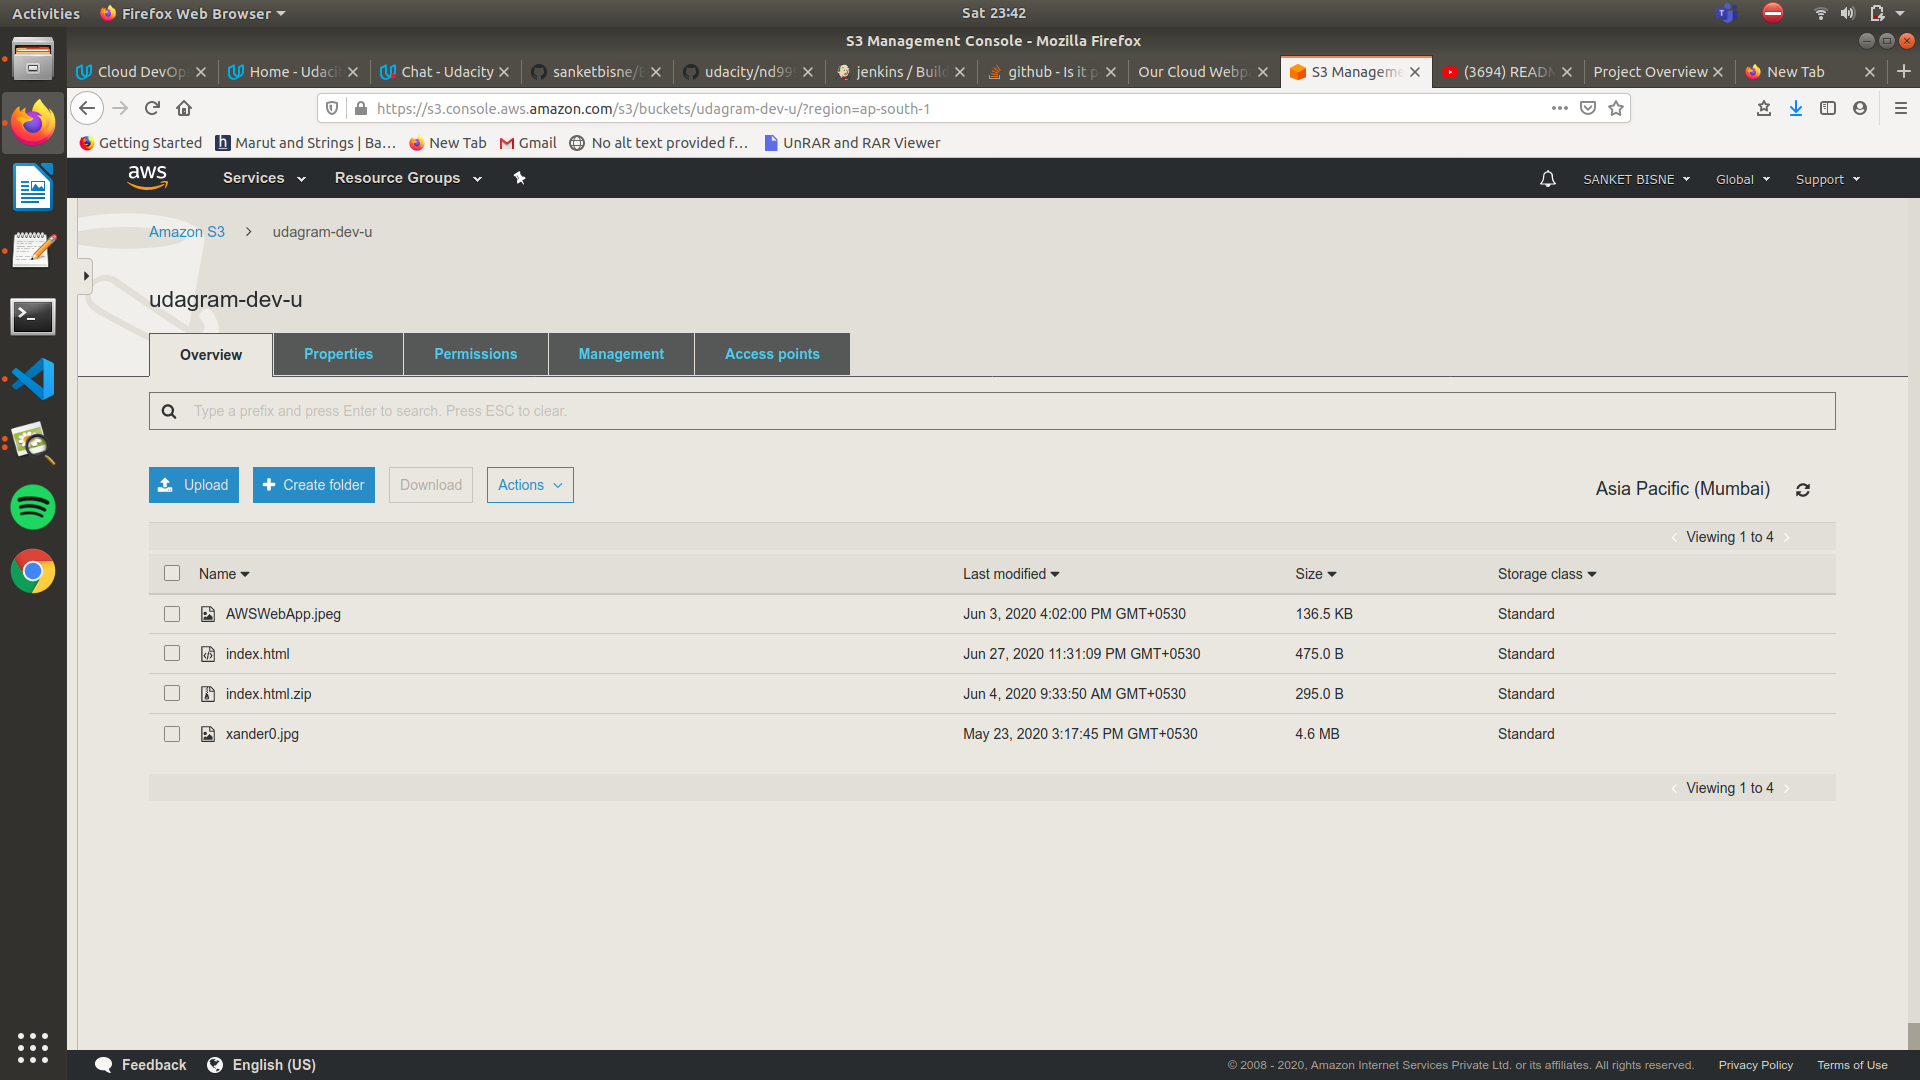 Activities Firefox Web Browser Sat 23:42
S3 Management Console - Mozilla Firefox
Cloud DevOp Home - Udaci Chat - Udacity sanketbisne/ udacity/nd99 jenkins / Buil github - Is it p Our Cloud Webp S3 Manageme (3694) READM Project Overview New Tab
https://s3.console.aws.amazon.com/s3/buckets/udagram-dev-u/?region=ap-south-1
Getting Started Marut and Strings | Ba… New Tab Gmail No alt text provided f… UnRAR and RAR Viewer
aws Services Resource Groups SANKET BISNE Global Support
Amazon S3 > udagram-dev-u
udagram-dev-u
Overview Properties Permissions Management Access points
Type a prefix and press Enter to search. Press ESC to clear.
Upload Create folder Download Actions Asia Pacific (Mumbai)
Viewing 1 to 4
Name Last modified Size Storage class
AWSWebApp.jpeg Jun 3, 2020 4:02:00 PM GMT+0530 136.5 KB Standard
index.html Jun 27, 2020 11:31:09 PM GMT+0530 475.0 B Standard
index.html.zip Jun 4, 2020 9:33:50 AM GMT+0530 295.0 B Standard
xander0.jpg May 23, 2020 3:17:45 PM GMT+0530 4.6 MB Standard
Viewing 1 to 4
Feedback English (US) © 2008 - 2020, Amazon Internet Services Private Ltd. or its affiliates. All rights reserved. Privacy Policy Terms of Use